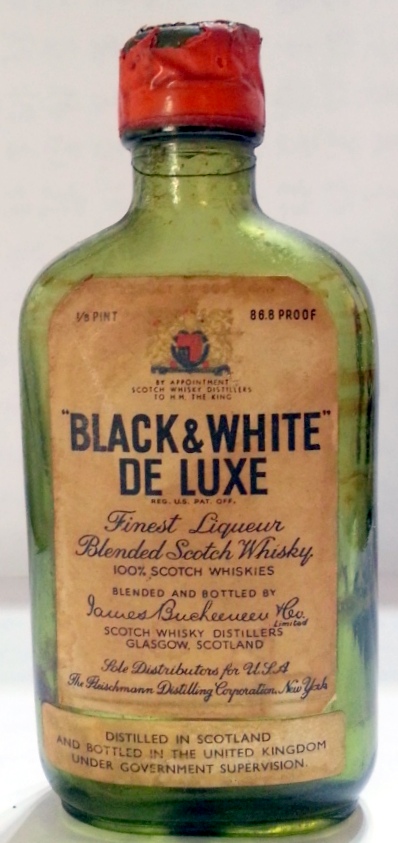 1/8 PINT 86.8 PROOF
BY APPOINTMENT
SCOTCH WHISKY DISTILLERS
TO H.M. THE KING
"BLACK & WHITE"
DE LUXE
REG. U.S. PAT. OFF.
Finest Liqueur
Blended Scotch Whisky.
100% SCOTCH WHISKIES
BLENDED AND BOTTLED BY
James Buchanan & Co.
Limited
SCOTCH WHISKY DISTILLERS
GLASGOW, SCOTLAND
Sole Distributors for U.S.A
The Fleischmann Distilling Corporation, New York
DISTILLED IN SCOTLAND
AND BOTTLED IN THE UNITED KINGDOM
UNDER GOVERNMENT SUPERVISION.